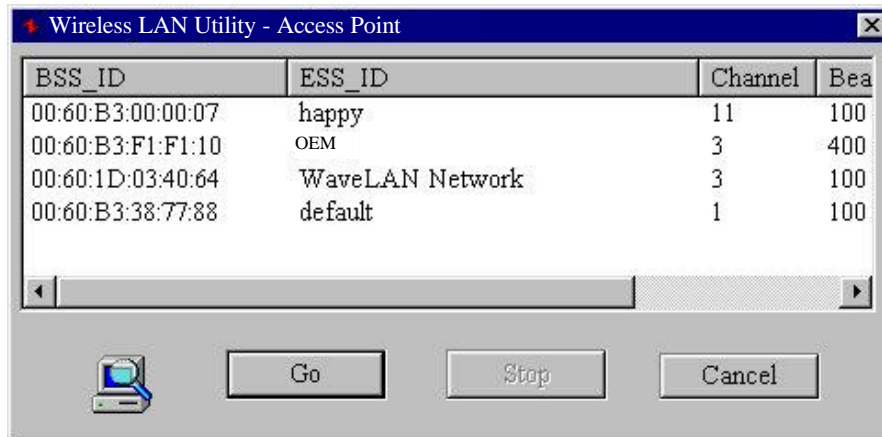 Wireless LAN Utility - Access Point
BSS_ID ESS_ID Channel Bea
00:60:B3:00:00:07 happy 11 100
00:60:B3:F1:F1:10 OEM 3 400
00:60:1D:03:40:64 WaveLAN Network 3 100
00:60:B3:38:77:88 default 1 100
Go Stop Cancel